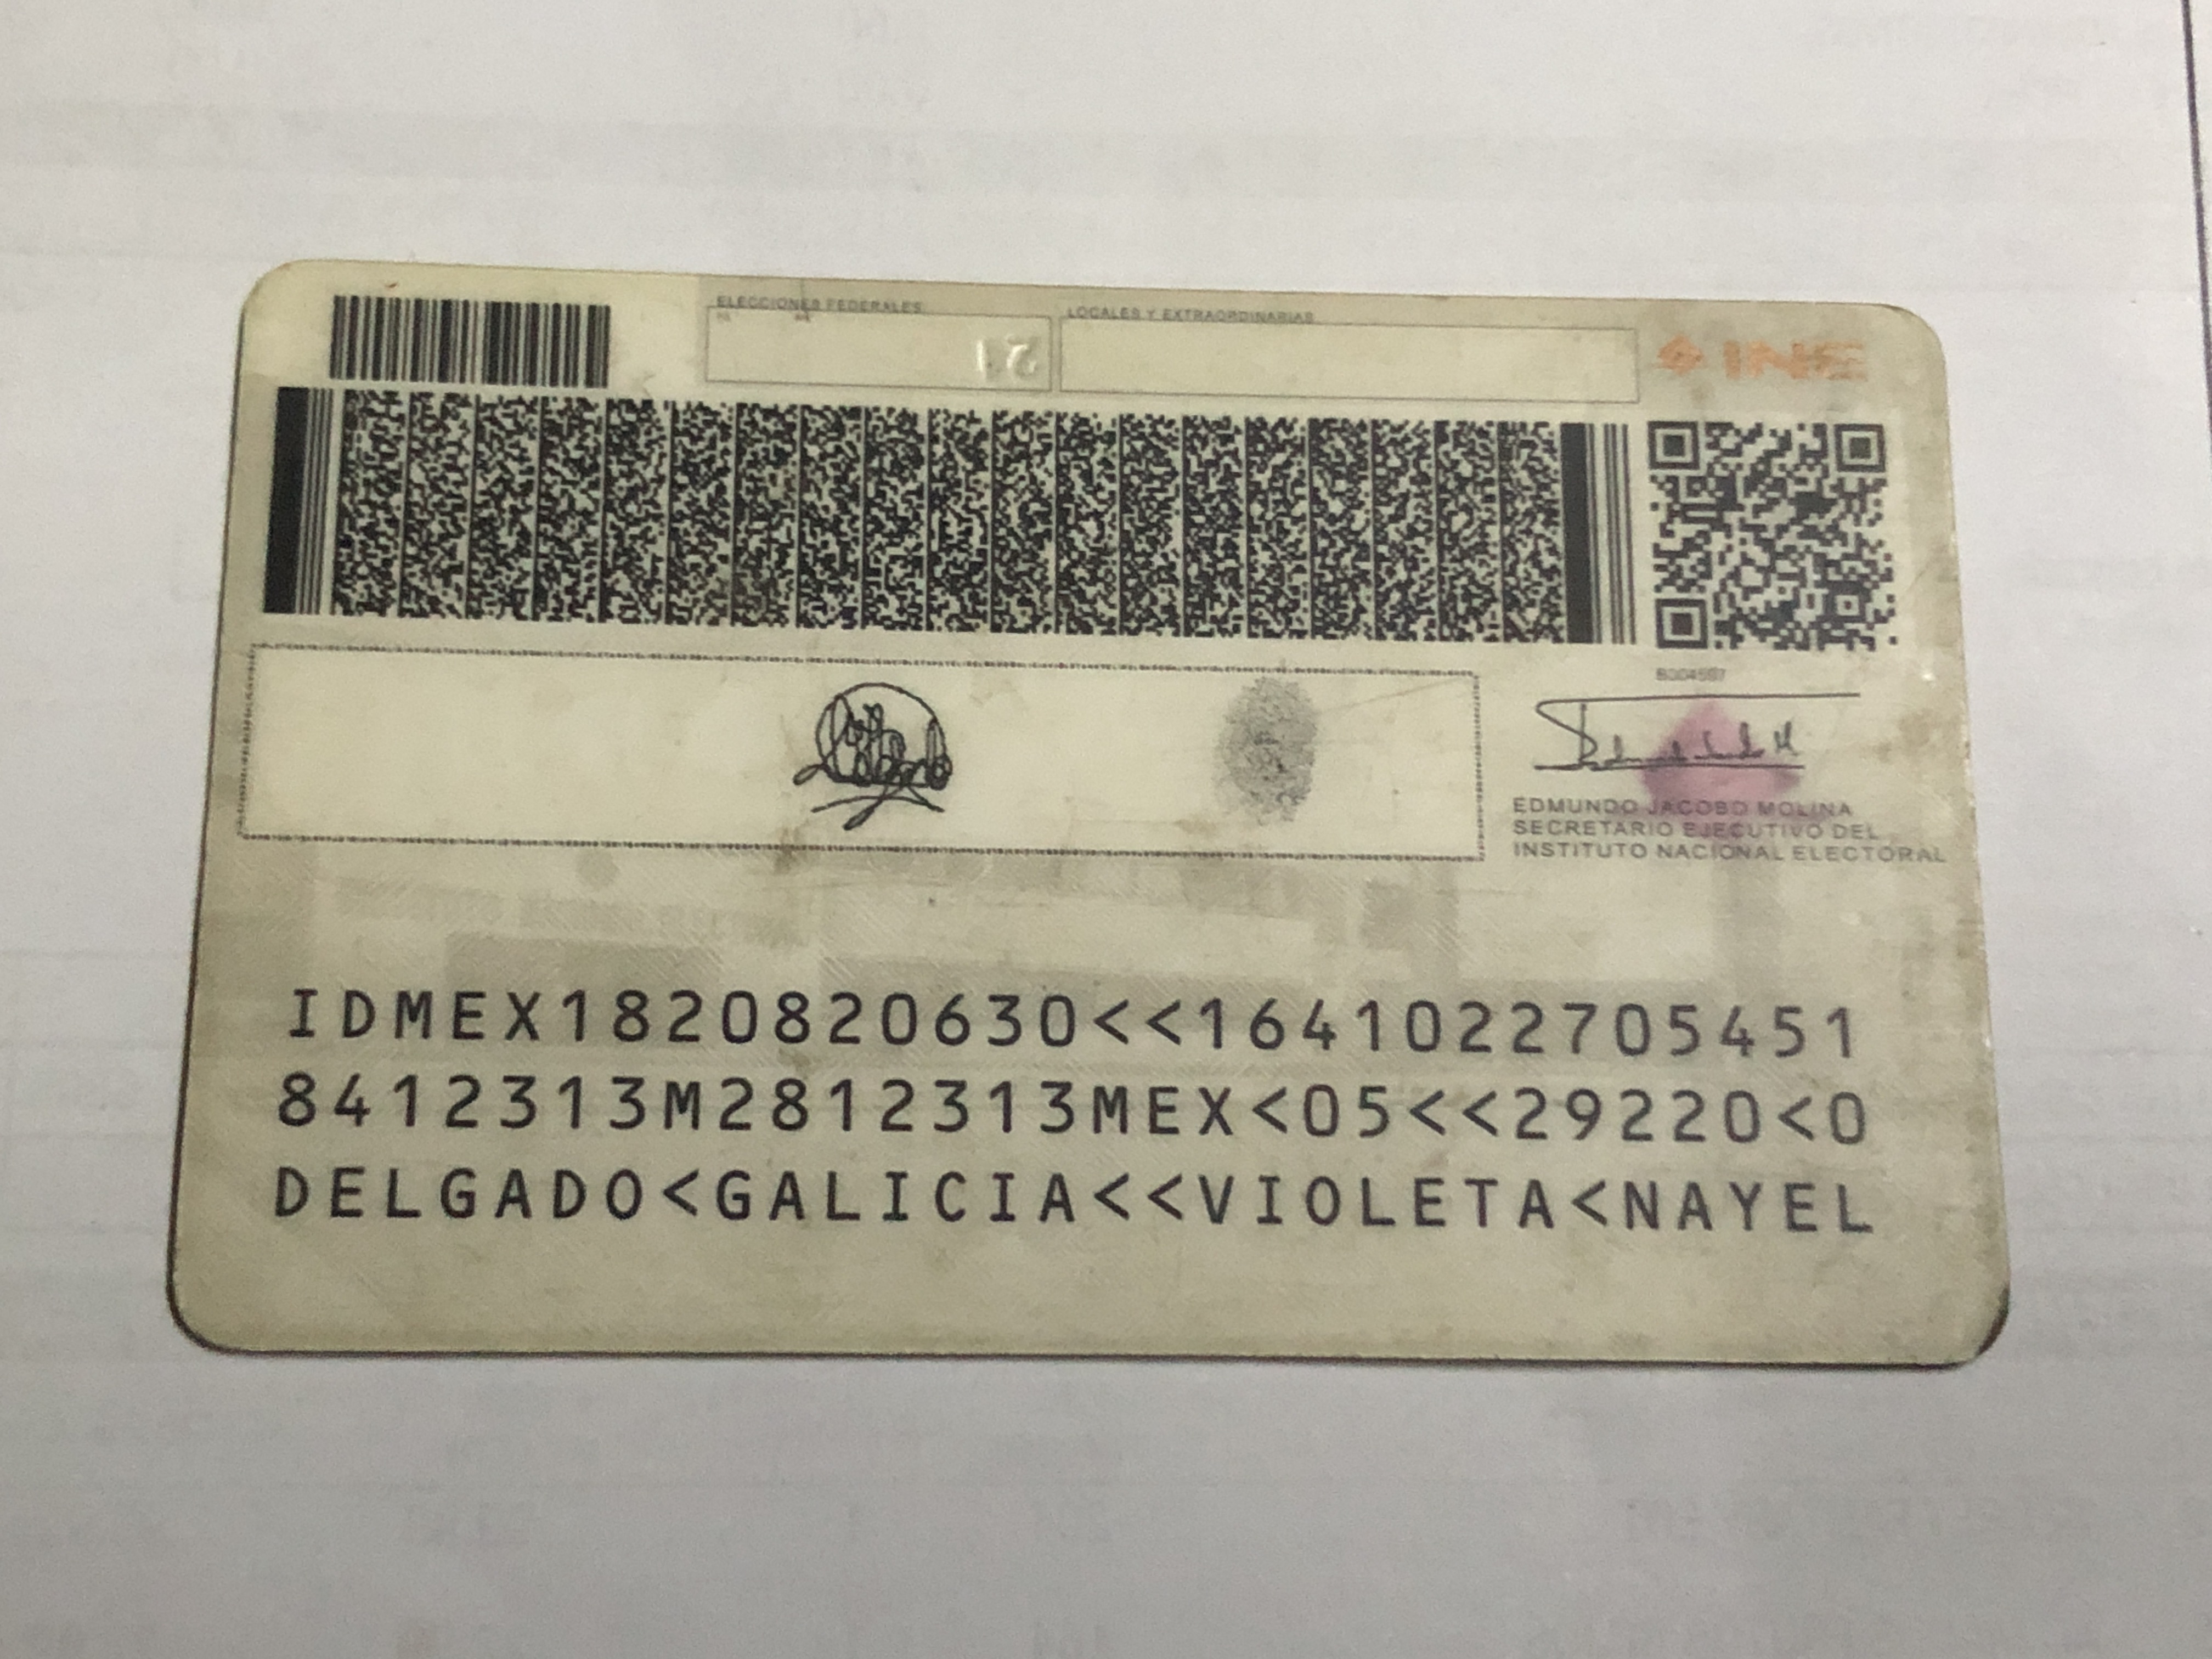 ELECCIONES FEDERALES
LOCALES Y EXTRAORDINARIAS
21
INE
EDMUNDO JACOBO MOLINA
SECRETARIO EJECUTIVO DEL
INSTITUTO NACIONAL ELECTORAL
IDMEX1820820630<<1641022705451
8412313M2812313MEX<05<<29220<0
DELGADO<GALICIA<<VIOLETA<NAYEL